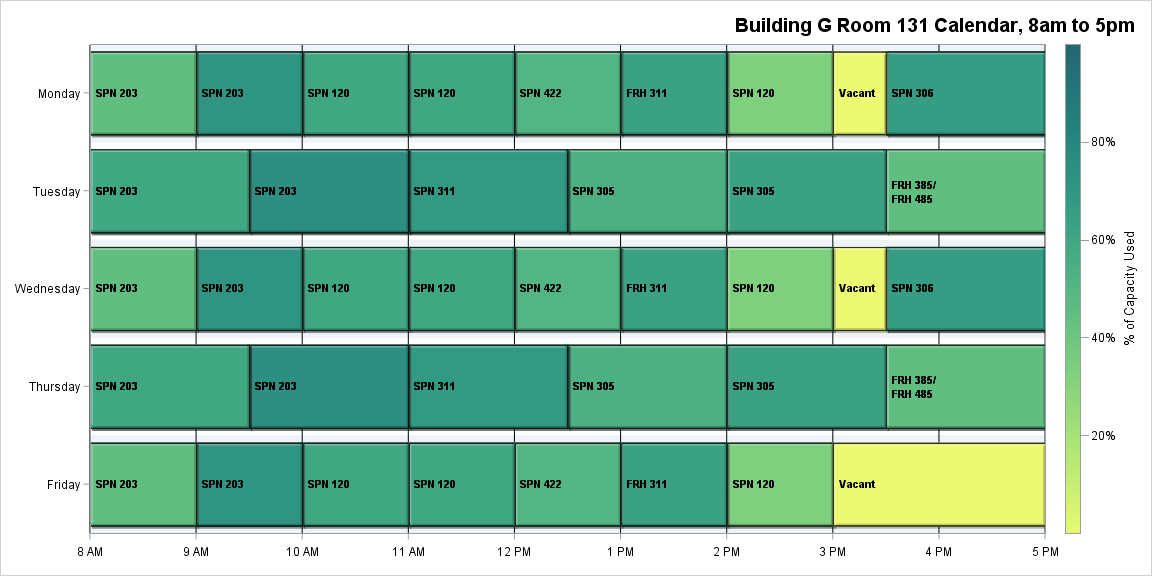 Building G Room 131 Calendar, 8am to 5pm
Monday
SPN 203
SPN 203
SPN 120
SPN 120
SPN 422
FRH 311
SPN 120
Vacant
SPN 306
Tuesday
SPN 203
SPN 203
SPN 311
SPN 305
SPN 305
FRH 385/
FRH 485
Wednesday
SPN 203
SPN 203
SPN 120
SPN 120
SPN 422
FRH 311
SPN 120
Vacant
SPN 306
Thursday
SPN 203
SPN 203
SPN 311
SPN 305
SPN 305
FRH 385/
FRH 485
Friday
SPN 203
SPN 203
SPN 120
SPN 120
SPN 422
FRH 311
SPN 120
Vacant
8 AM
9 AM
10 AM
11 AM
12 PM
1 PM
2 PM
3 PM
4 PM
5 PM
80%
60%
40%
20%
% of Capacity Used